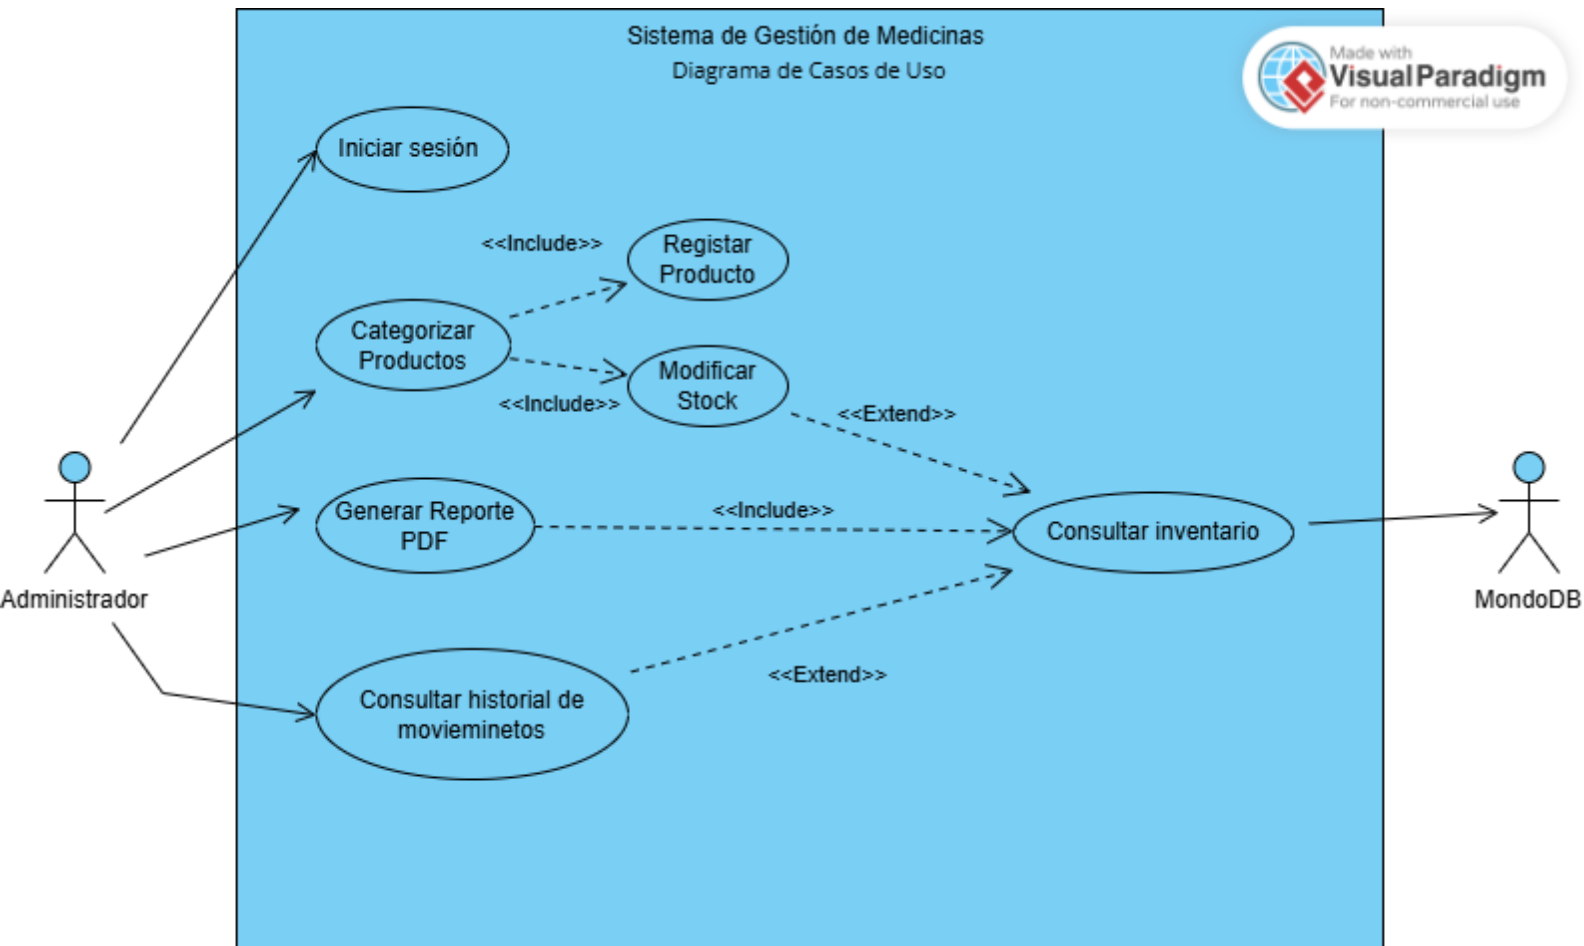 Sistema de Gestión de Medicinas
Diagrama de Casos de Uso
Made with
Visual Paradigm
For non-commercial use
Iniciar sesión
<<Include>>
Registar
Producto
Categorizar
Productos
<<Include>>
Modificar
Stock
<<Extend>>
Generar Reporte
PDF
<<Include>>
Consultar inventario
Administrador
MondoDB
<<Extend>>
Consultar historial de
movieminetos